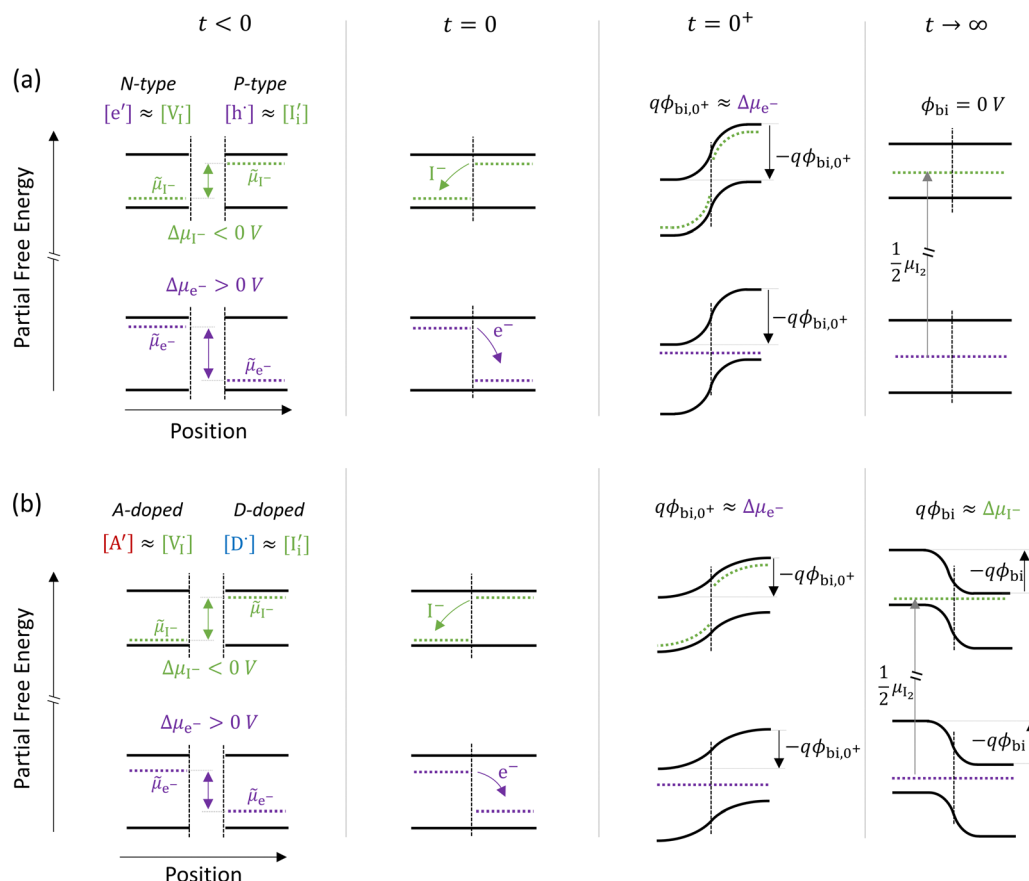 t < 0 t = 0 t = 0⁺ t → ∞
(a)
N-type P-type
[e′] ≈ [V_I^·] [h^·] ≈ [I_i′] qϕ_bi,0⁺ ≈ Δμ_e⁻ ϕ_bi = 0 V
μ̃_I⁻ μ̃_I⁻ I⁻ −qϕ_bi,0⁺
Δμ_I⁻ < 0 V
½ μ_I₂
Δμ_e⁻ > 0 V
μ̃_e⁻ μ̃_e⁻ e⁻ −qϕ_bi,0⁺
Partial Free Energy
Position
(b)
A-doped D-doped
[A′] ≈ [V_I^·] [D^·] ≈ [I_i′] qϕ_bi,0⁺ ≈ Δμ_e⁻ qϕ_bi ≈ Δμ_I⁻
μ̃_I⁻ μ̃_I⁻ I⁻ −qϕ_bi,0⁺ −qϕ_bi
Δμ_I⁻ < 0 V
½ μ_I₂
Δμ_e⁻ > 0 V
μ̃_e⁻ μ̃_e⁻ e⁻ −qϕ_bi,0⁺ −qϕ_bi
Partial Free Energy
Position